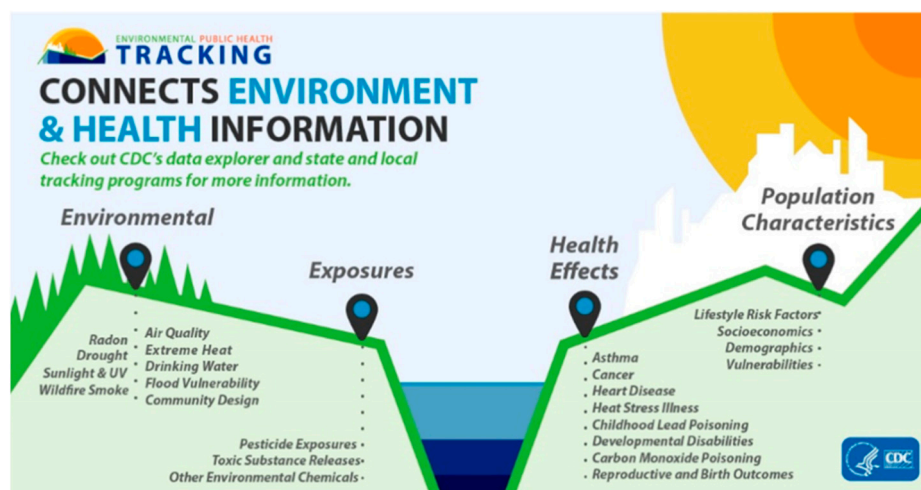 ENVIRONMENTAL PUBLIC HEALTH
TRACKING
CONNECTS ENVIRONMENT
& HEALTH INFORMATION
Check out CDC's data explorer and state and local
tracking programs for more information.
Environmental
Radon
Drought
Sunlight & UV
Wildfire Smoke
Air Quality
Extreme Heat
Drinking Water
Flood Vulnerability
Community Design
Exposures
Pesticide Exposures
Toxic Substance Releases
Other Environmental Chemicals
Health
Effects
Asthma
Cancer
Heart Disease
Heat Stress Illness
Childhood Lead Poisoning
Developmental Disabilities
Carbon Monoxide Poisoning
Reproductive and Birth Outcomes
Population
Characteristics
Lifestyle Risk Factors
Socioeconomics
Demographics
Vulnerabilities
CDC